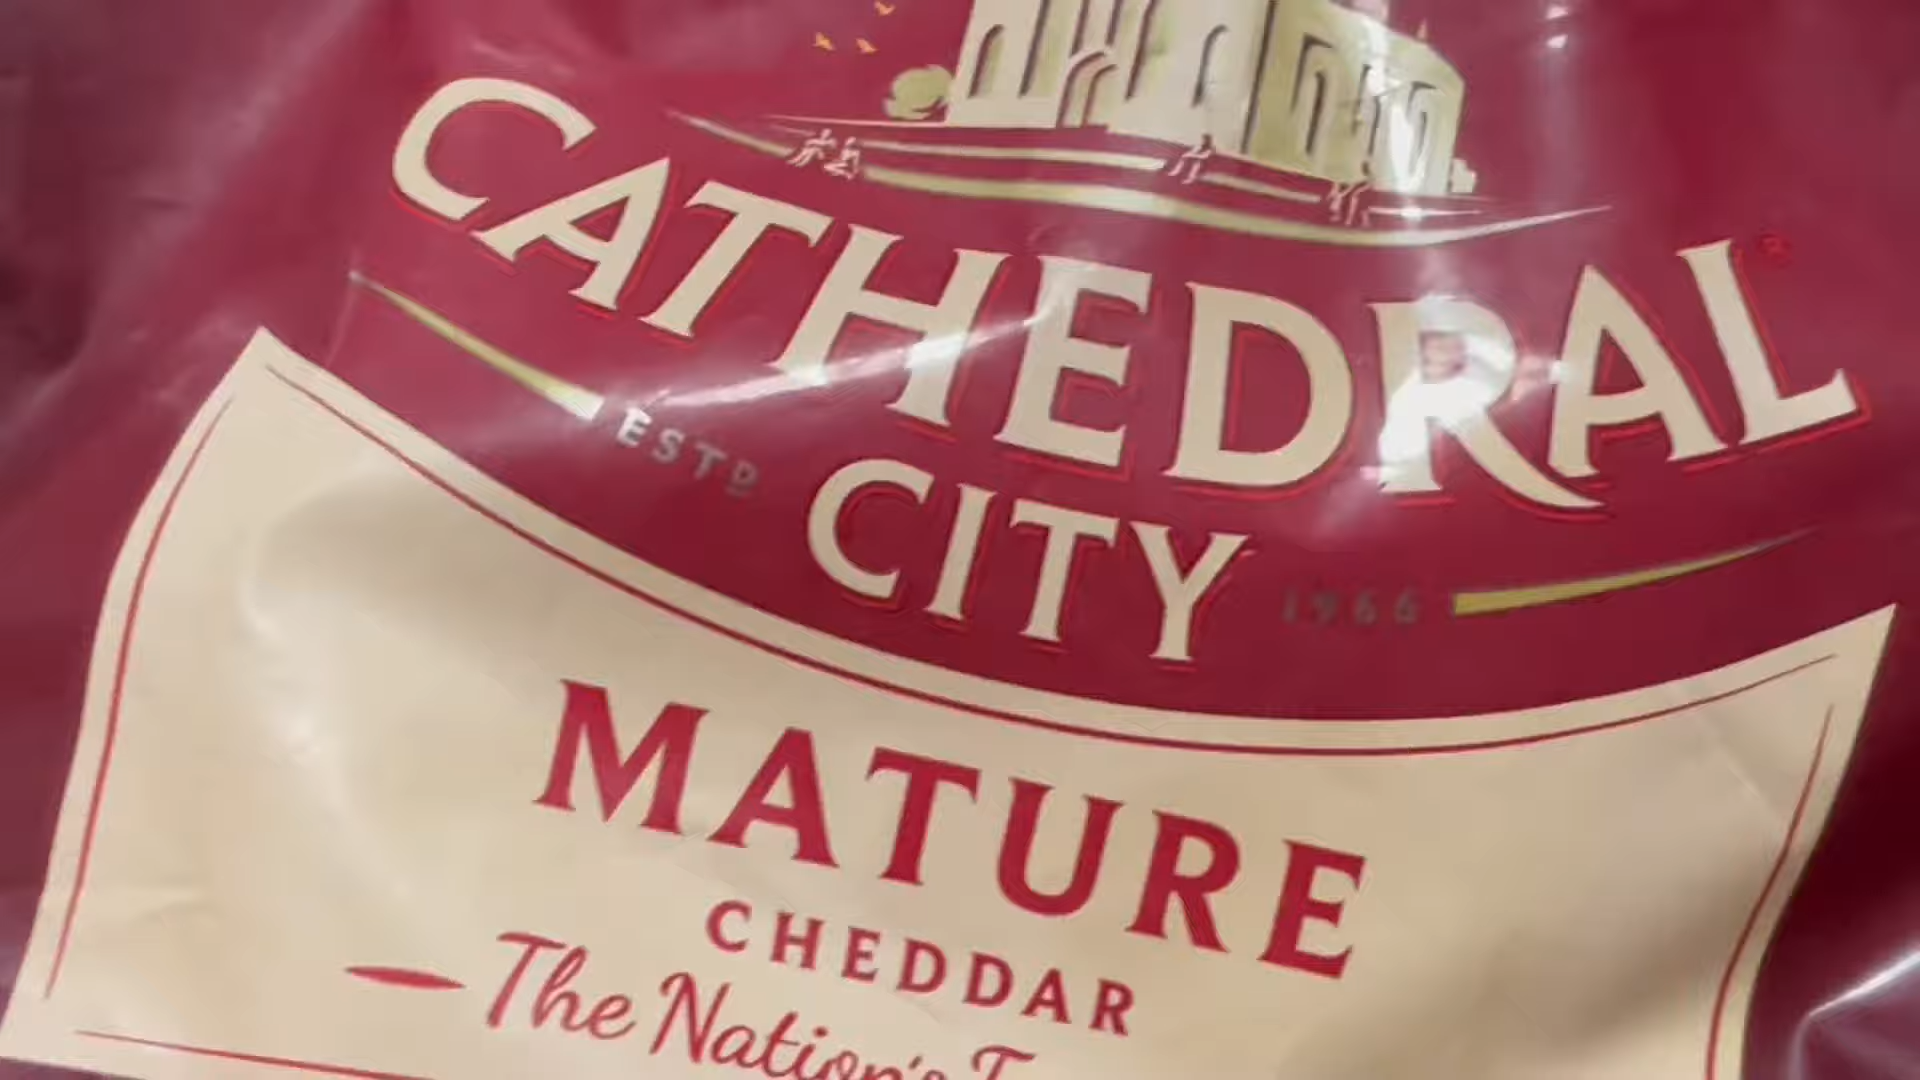 CATHEDRAL
ESTD CITY 1966
MATURE
CHEDDAR
The Nation's